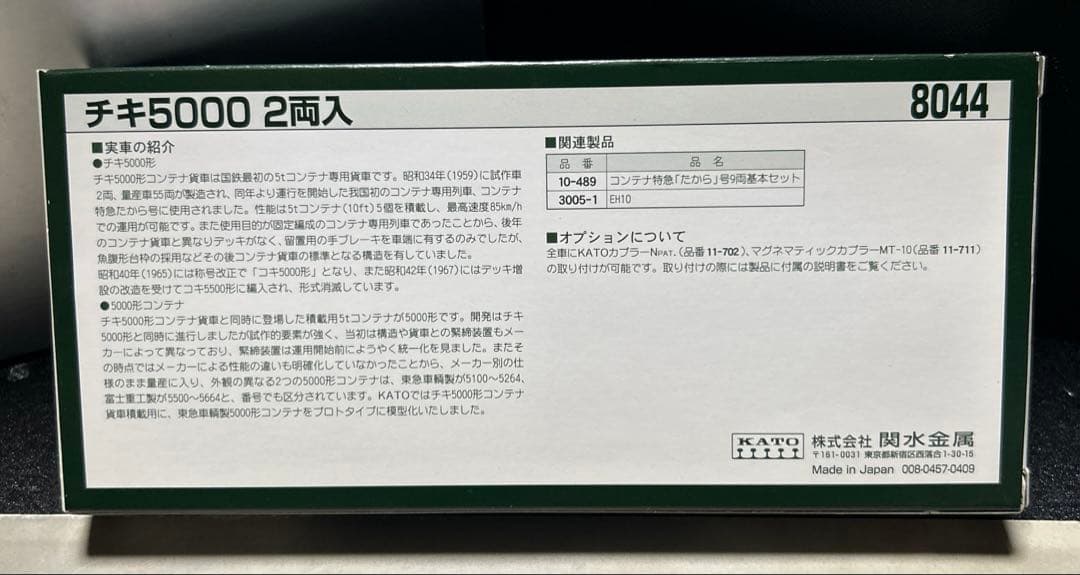 チキ5000 2両入
8044
■実車の紹介
●チキ5000形
チキ5000形コンテナ貨車は国鉄最初の5tコンテナ専用貨車です。昭和34年(1959)に試作車
2両、量産車55両が製造され、同年より運行を開始した我国初のコンテナ専用列車、コンテナ
特急たから号に使用されました。性能は5tコンテナ(10ft)5個を積載し、最高速度85km/h
での運用が可能です。また使用目的が固定編成のコンテナ専用列車であったことから、後年
のコンテナ貨車と異なりデッキがなく、留置用の手ブレーキを車端に有するのみでしたが、
魚腹形台枠の採用などその後コンテナ貨車の標準となる構造を有していました。
昭和40年(1965)には称号改正で「コキ5000形」となり、また昭和42年(1967)にはデッキ増
設の改造を受けてコキ5500形に編入され、形式消滅しています。
●5000形コンテナ
チキ5000形コンテナ貨車と同時に登場した積載用5tコンテナが5000形です。開発はチキ
5000形と同時に進行しましたが試作的要素が強く、当初は構造や貨車との緊締装置もメー
カーによって異なっており、緊締装置は運用開始前にようやく統一化を見ました。またそ
の時点ではメーカーによる性能の違いも明確化していなかったことから、メーカー別の仕
様のまま量産に入り、外観の異なる2つの5000形コンテナは、東急車輌製が5100〜5264、
富士重工製が5500〜5664と、番号でも区分されています。KATOではチキ5000形コンテナ
貨車積載用に、東急車輌製5000形コンテナをプロトタイプに模型化いたしました。
■関連製品
品番 品名
10-489 コンテナ特急「たから」号9両基本セット
3005-1 EH10
■オプションについて
全車にKATOカプラーNPAT.(品番11-702)、マグネマティックカプラーMT-10(品番11-711)
の取り付けが可能です。取り付けの際には製品に付属の説明書をご覧ください。
KATO 株式会社 関水金属
〒161-0031 東京都新宿区西落合1-30-15
Made in Japan 008-0457-0409